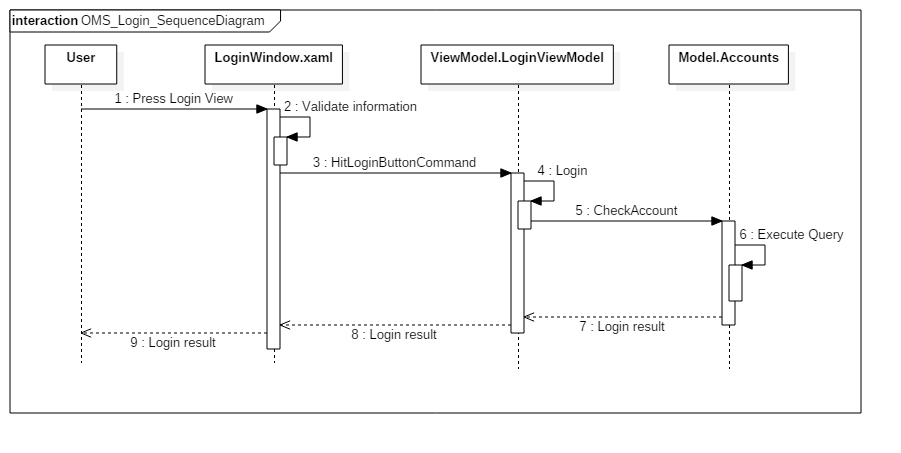 interaction OMS_Login_SequenceDiagram
User
LoginWindow.xaml
ViewModel.LoginViewModel
Model.Accounts
1 : Press Login View
2 : Validate information
3 : HitLoginButtonCommand
4 : Login
5 : CheckAccount
6 : Execute Query
7 : Login result
8 : Login result
9 : Login result